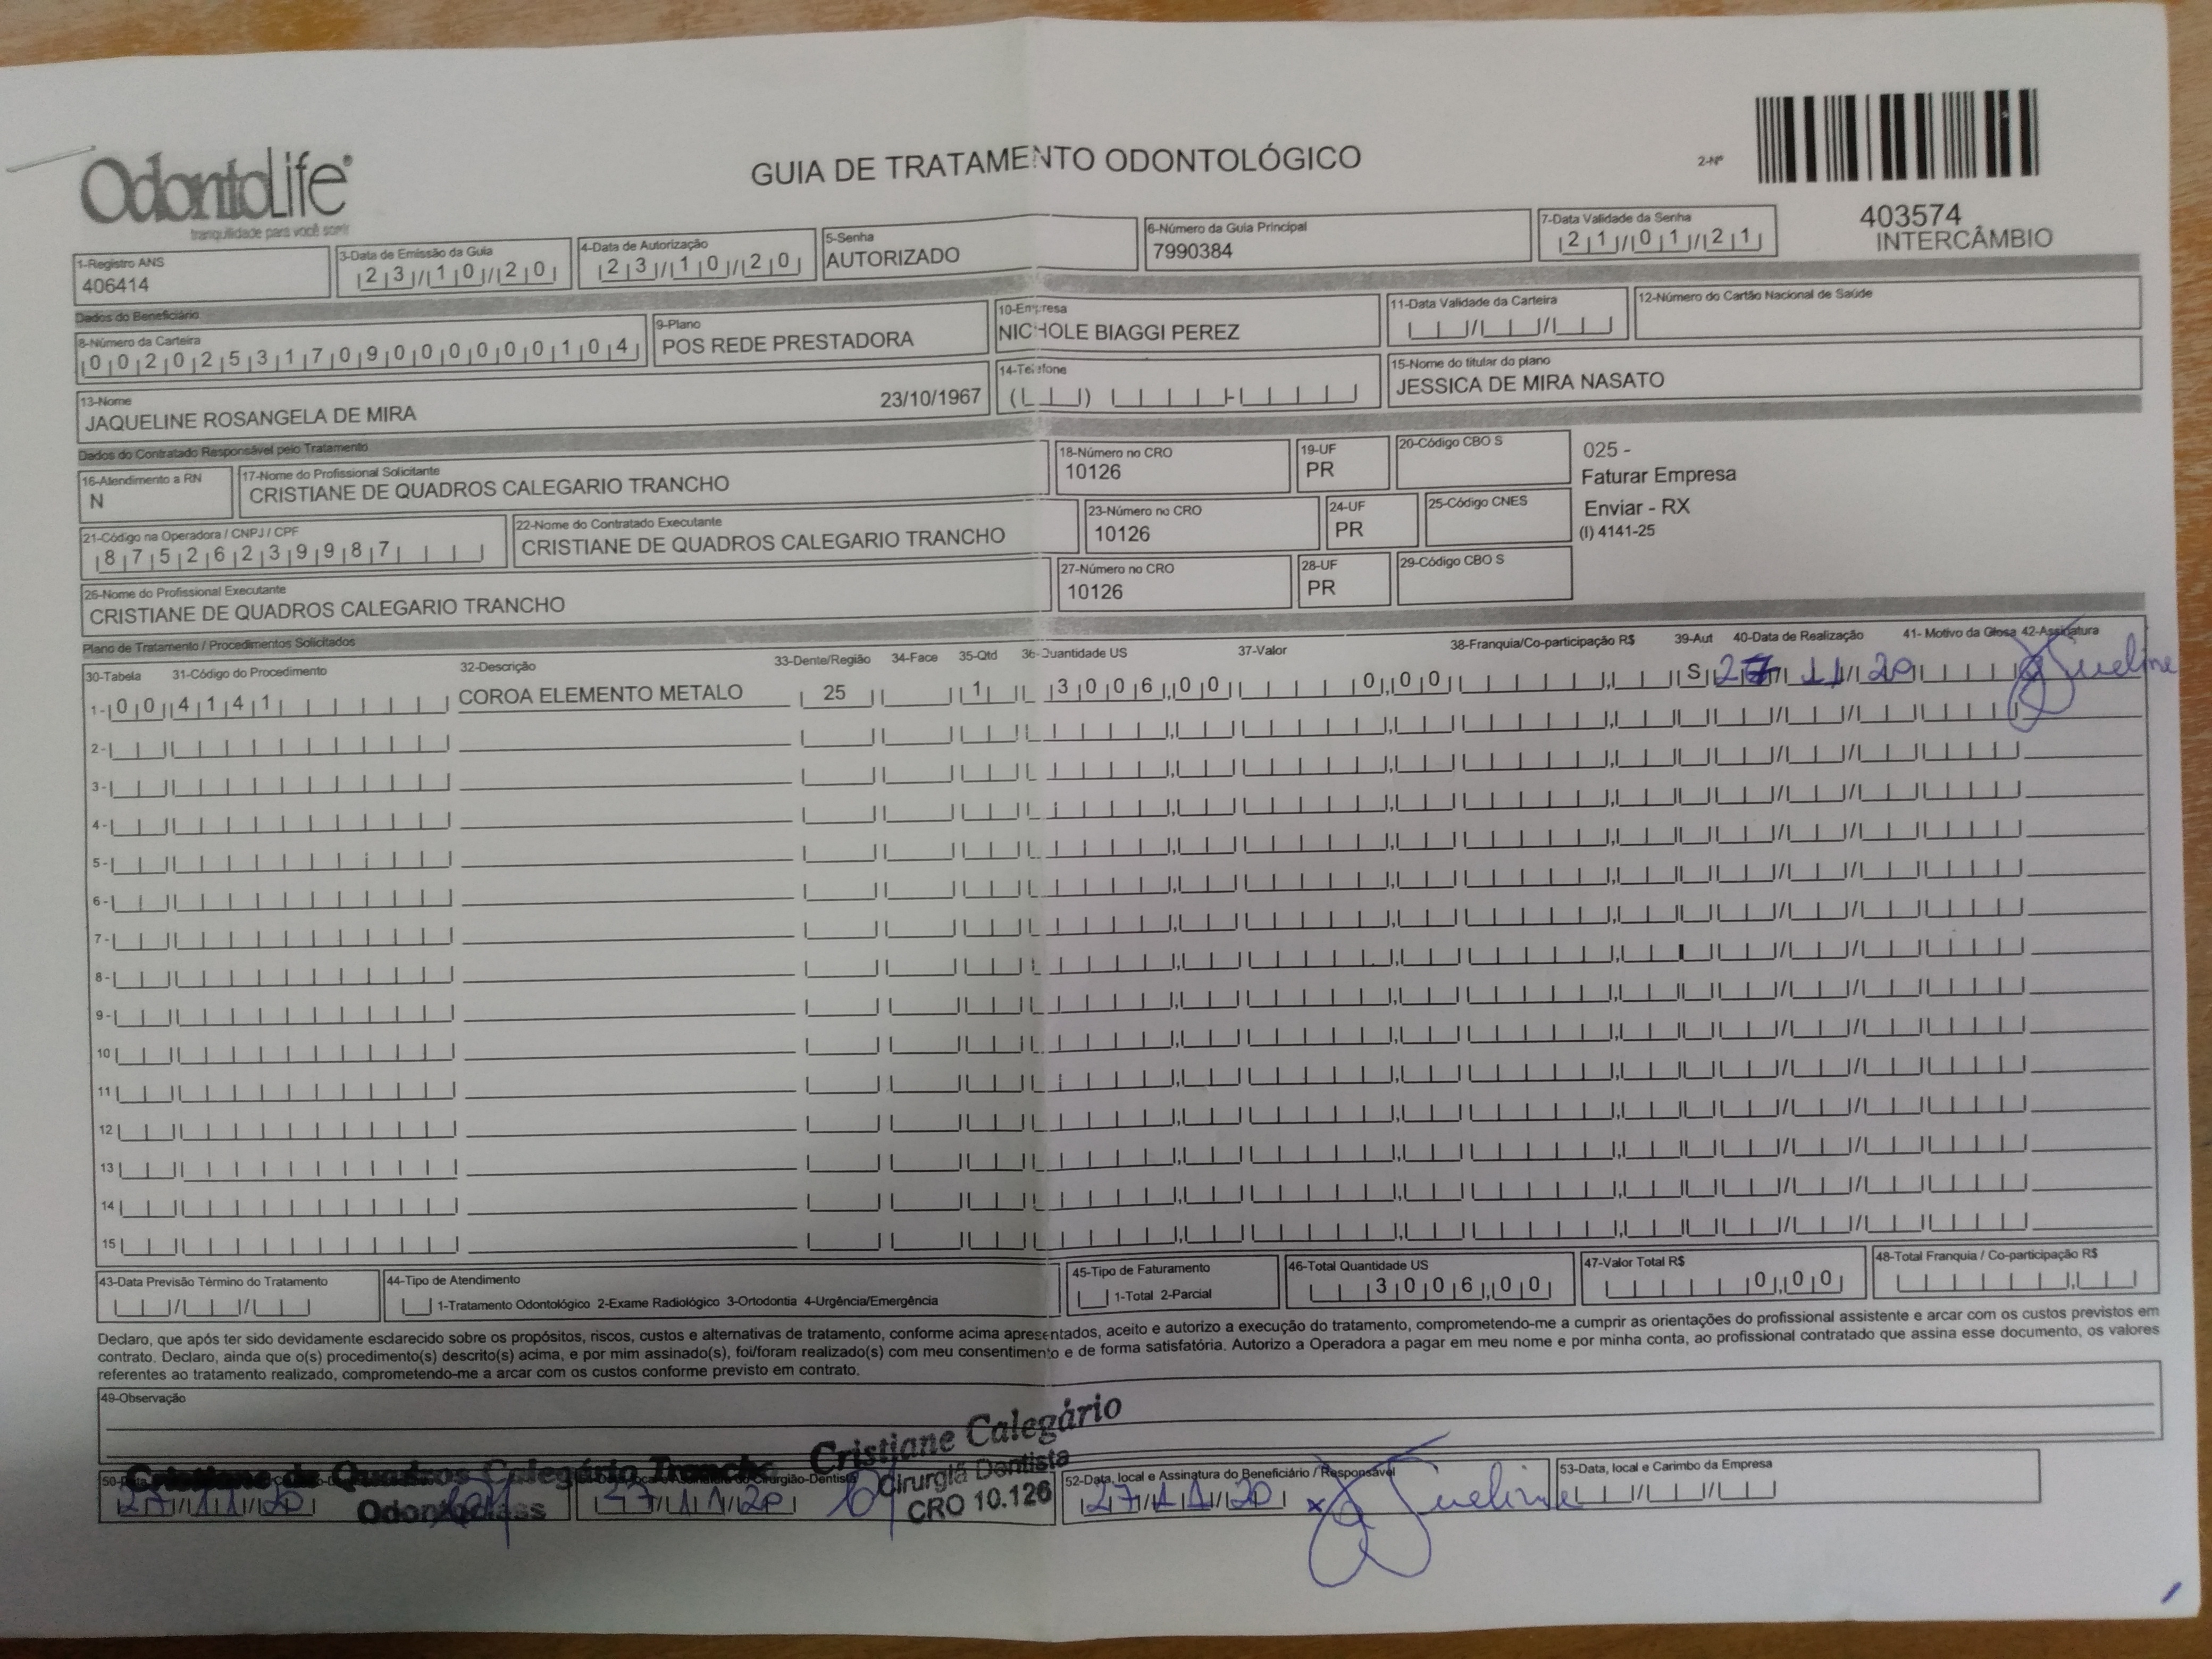 OdontoLife®
tranquilidade para você sorrir
GUIA DE TRATAMENTO ODONTOLÓGICO
2-Nº
403574
INTERCÂMBIO
1-Registro ANS
406414
3-Data de Emissão da Guia
23/10/20
4-Data de Autorização
23/10/20
5-Senha
AUTORIZADO
6-Número da Guia Principal
7990384
7-Data Validade da Senha
21/01/21
Dados do Beneficiário
8-Número da Carteira
00202531709000000104
9-Plano
POS REDE PRESTADORA
10-Empresa
NICHOLE BIAGGI PEREZ
11-Data Validade da Carteira
12-Número do Cartão Nacional de Saúde
13-Nome
JAQUELINE ROSANGELA DE MIRA 23/10/1967
14-Telefone
15-Nome do titular do plano
JESSICA DE MIRA NASATO
Dados do Contratado Responsável pelo Tratamento
16-Atendimento a RN
N
17-Nome do Profissional Solicitante
CRISTIANE DE QUADROS CALEGARIO TRANCHO
18-Número no CRO
10126
19-UF
PR
20-Código CBO S
025 -
Faturar Empresa
Enviar - RX
(I) 4141-25
21-Código na Operadora / CNPJ / CPF
87526239987
22-Nome do Contratado Executante
CRISTIANE DE QUADROS CALEGARIO TRANCHO
23-Número no CRO
10126
24-UF
PR
25-Código CNES
26-Nome do Profissional Executante
CRISTIANE DE QUADROS CALEGARIO TRANCHO
27-Número no CRO
10126
28-UF
PR
29-Código CBO S
Plano de Tratamento / Procedimentos Solicitados
30-Tabela 31-Código do Procedimento 32-Descrição 33-Dente/Região 34-Face 35-Qtd 36-Quantidade US 37-Valor 38-Franquia/Co-participação R$ 39-Aut 40-Data de Realização 41- Motivo da Glosa 42-Assinatura
1- 00 4141 COROA ELEMENTO METALO 25 1 3006,00 0,00 S 27/11/20
2-
3-
4-
5-
6-
7-
8-
9-
10
11
12
13
14
15
43-Data Previsão Término do Tratamento
44-Tipo de Atendimento
1-Tratamento Odontológico 2-Exame Radiológico 3-Ortodontia 4-Urgência/Emergência
45-Tipo de Faturamento
1-Total 2-Parcial
46-Total Quantidade US
3006,00
47-Valor Total R$
0,00
48-Total Franquia / Co-participação R$
Declaro, que após ter sido devidamente esclarecido sobre os propósitos, riscos, custos e alternativas de tratamento, conforme acima apresentados, aceito e autorizo a execução do tratamento, comprometendo-me a cumprir as orientações do profissional assistente e arcar com os custos previstos em
contrato. Declaro, ainda que o(s) procedimento(s) descrito(s) acima, e por mim assinado(s), foi/foram realizado(s) com meu consentimento e de forma satisfatória. Autorizo a Operadora a pagar em meu nome e por minha conta, ao profissional contratado que assina esse documento, os valores
referentes ao tratamento realizado, comprometendo-me a arcar com os custos conforme previsto em contrato.
49-Observação
Cristiane de Quadros Calegário Trancho
Odontoclass
27/11/20
27/11/20
Cristiane Calegário
Cirurgiã Dentista
CRO 10.126
52-Data, local e Assinatura do Beneficiário / Responsável
27/11/20
53-Data, local e Carimbo da Empresa